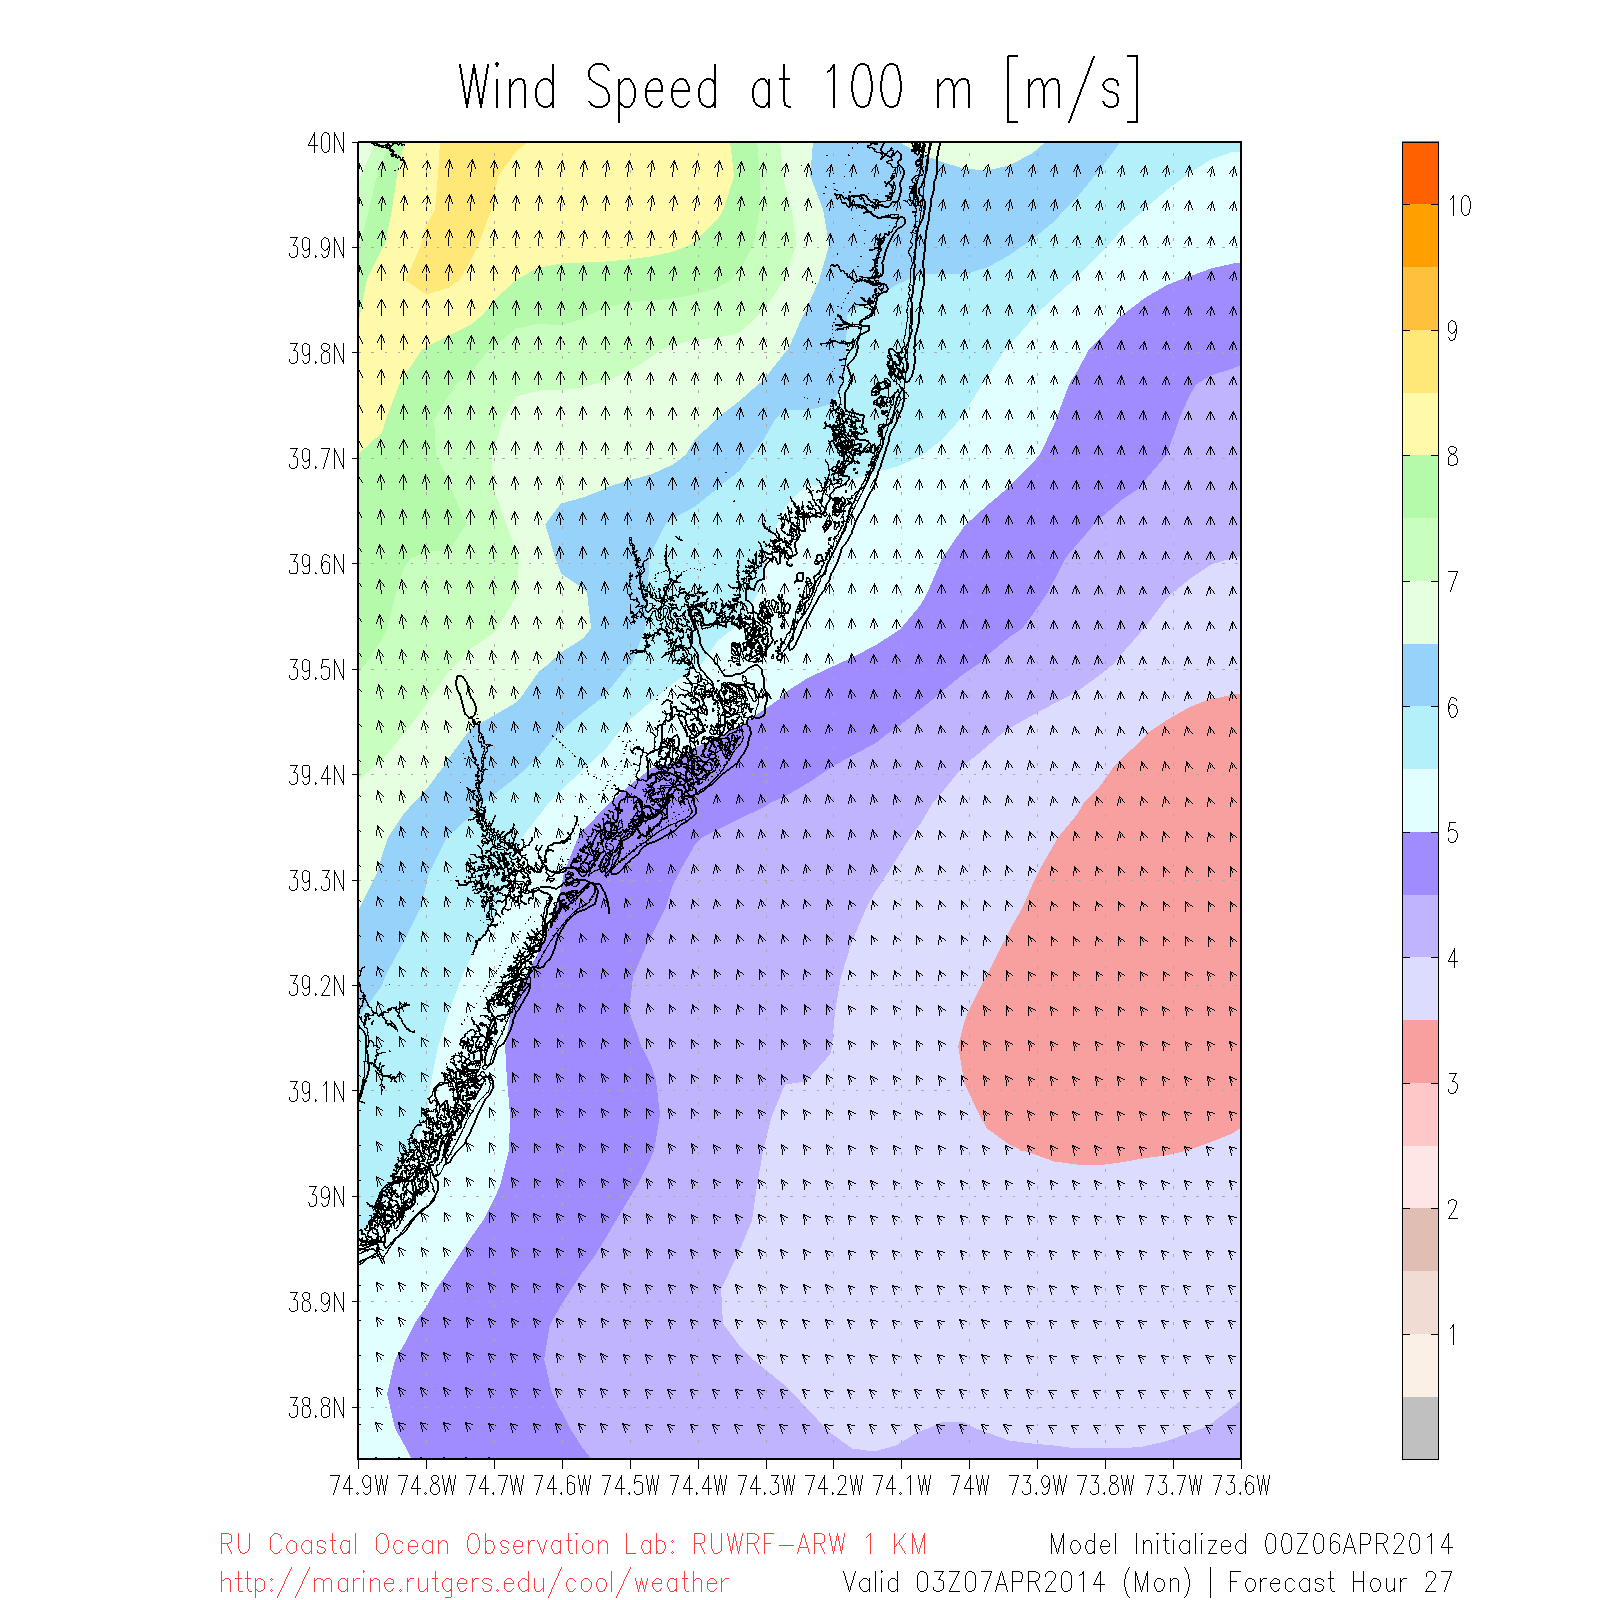 Wind Speed at 100 m [m/s]
40N
39.9N
39.8N
39.7N
39.6N
39.5N
39.4N
39.3N
39.2N
39.1N
39N
38.9N
38.8N
74.9W 74.8W 74.7W 74.6W 74.5W 74.4W 74.3W 74.2W 74.1W 74W 73.9W 73.8W 73.7W 73.6W
10
9
8
7
6
5
4
3
2
1
RU Coastal Ocean Observation Lab: RUWRF-ARW 1 KM
http://marine.rutgers.edu/cool/weather
Model Initialized 00Z06APR2014
Valid 03Z07APR2014 (Mon) | Forecast Hour 27